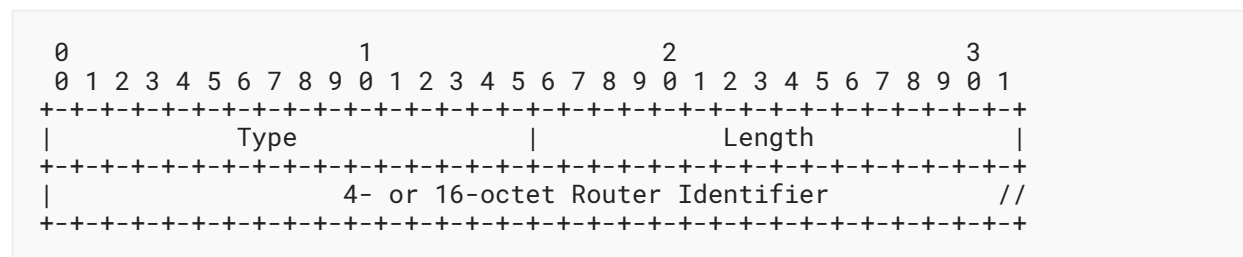 0                   1                   2                   3
 0 1 2 3 4 5 6 7 8 9 0 1 2 3 4 5 6 7 8 9 0 1 2 3 4 5 6 7 8 9 0 1
+-+-+-+-+-+-+-+-+-+-+-+-+-+-+-+-+-+-+-+-+-+-+-+-+-+-+-+-+-+-+-+-+
|            Type               |            Length             |
+-+-+-+-+-+-+-+-+-+-+-+-+-+-+-+-+-+-+-+-+-+-+-+-+-+-+-+-+-+-+-+-+
|                   4- or 16-octet Router Identifier           //
+-+-+-+-+-+-+-+-+-+-+-+-+-+-+-+-+-+-+-+-+-+-+-+-+-+-+-+-+-+-+-+-+